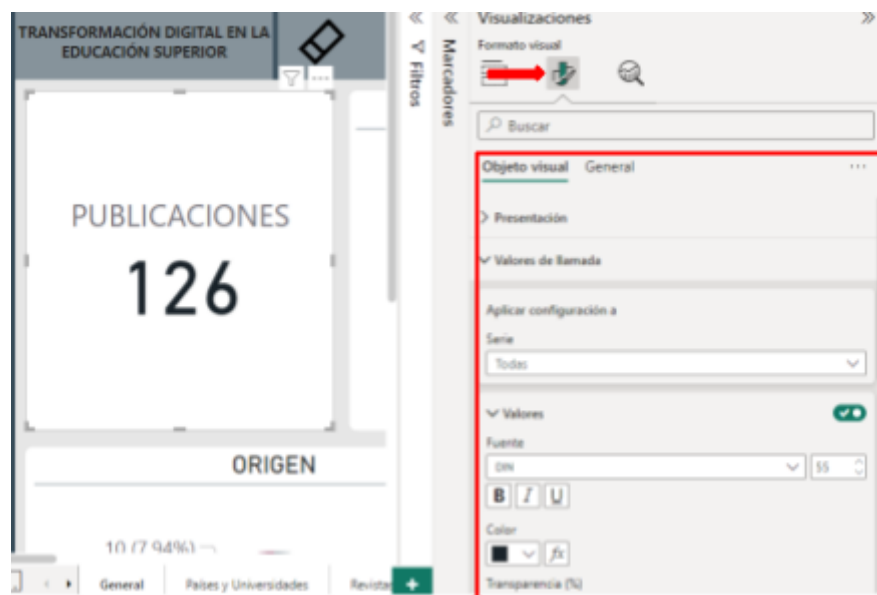 TRANSFORMACIÓN DIGITAL EN LA
EDUCACIÓN SUPERIOR
PUBLICACIONES
126
ORIGEN
10 (7.94%)
General
Países y Universidades
Revistas
Filtros
Marcadores
Visualizaciones
Formato visual
Buscar
Objeto visual
General
Presentación
Valores de llamada
Aplicar configuración a
Serie
Todas
Valores
Fuente
DIN
55
B I U
Color
fx
Transparencia (%)